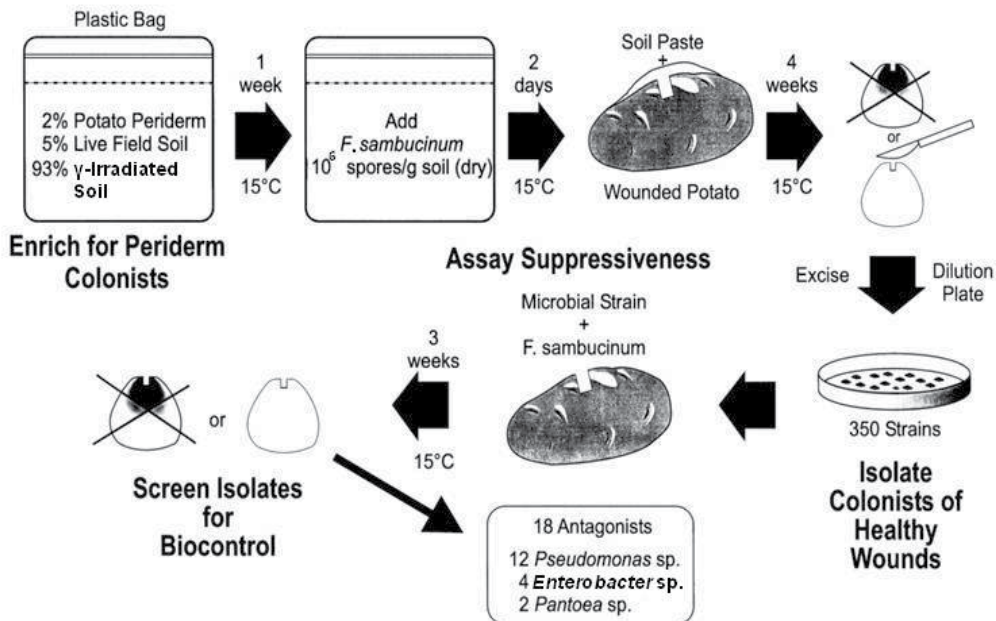 Plastic Bag
2% Potato Periderm
5% Live Field Soil
93% γ-Irradiated
Soil
Enrich for Periderm
Colonists
1
week
15°C
Add
F. sambucinum
10⁶ spores/g soil (dry)
2
days
15°C
Soil Paste
+
Wounded Potato
Assay Suppressiveness
4
weeks
15°C
or
Excise
Dilution
Plate
350 Strains
Isolate
Colonists of
Healthy
Wounds
Microbial Strain
+
F. sambucinum
3
weeks
15°C
or
Screen Isolates
for
Biocontrol
18 Antagonists
12 Pseudomonas sp.
4 Enterobacter sp.
2 Pantoea sp.